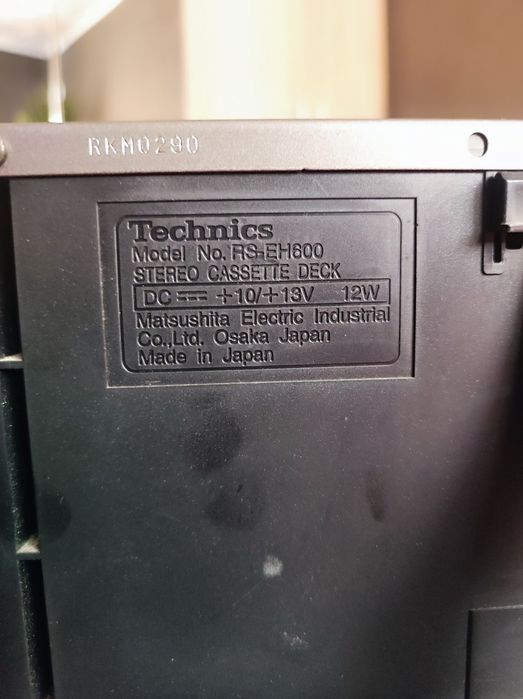 RKM0290
Technics
Model No. RS-EH600
STEREO CASSETTE DECK
DC ⎓ +10/+13V 12W
Matsushita Electric Industrial
Co.,Ltd. Osaka Japan
Made in Japan